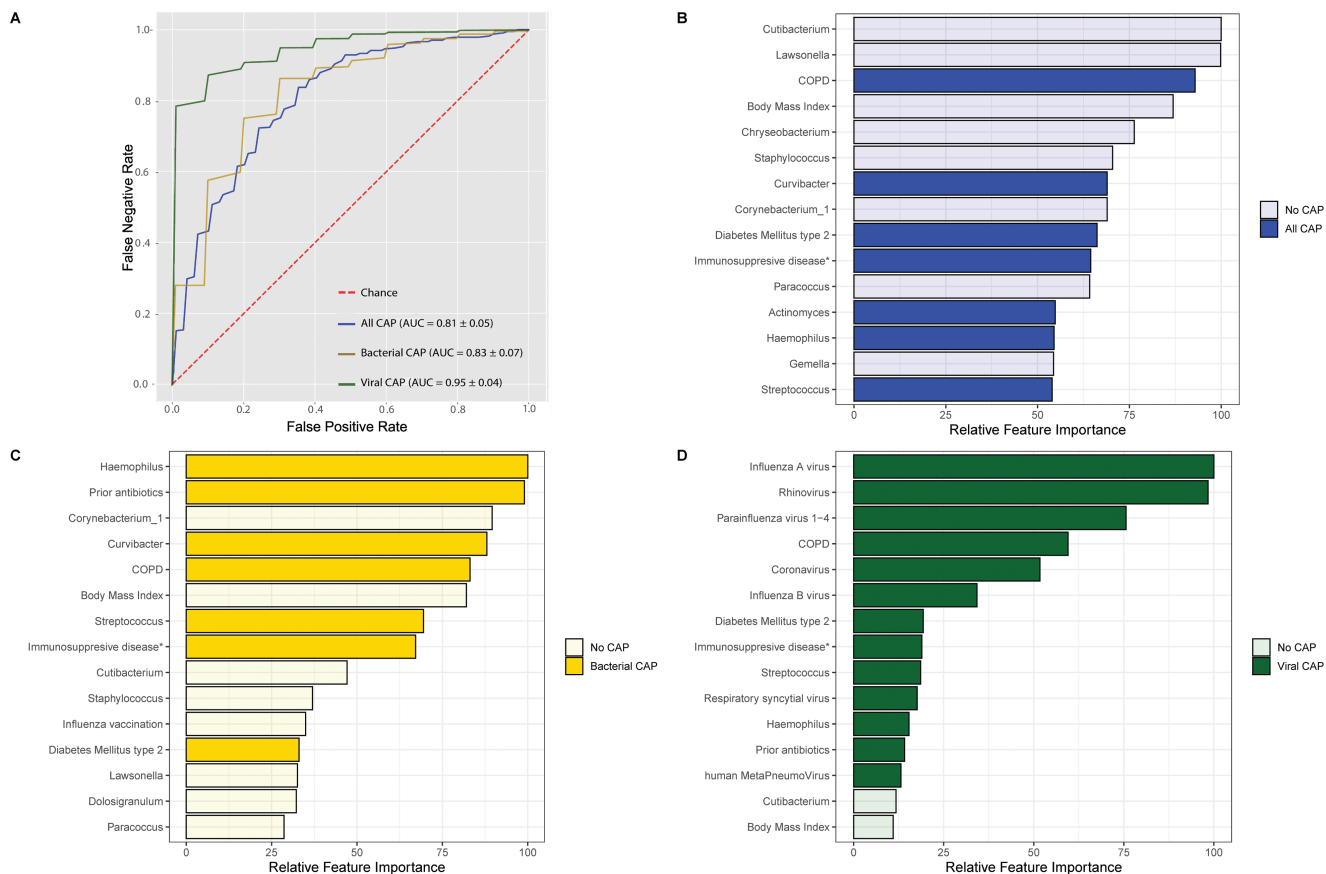 A
1.0
0.8
0.6
0.4
0.2
0.0
False Negative Rate
Chance
All CAP (AUC = 0.81 ± 0.05)
Bacterial CAP (AUC = 0.83 ± 0.07)
Viral CAP (AUC = 0.95 ± 0.04)
0.0 0.2 0.4 0.6 0.8 1.0
False Positive Rate
B
Cutibacterium
Lawsonella
COPD
Body Mass Index
Chryseobacterium
Staphylococcus
Curvibacter
Corynebacterium_1
Diabetes Mellitus type 2
Immunosuppresive disease*
Paracoccus
Actinomyces
Haemophilus
Gemella
Streptococcus
0 25 50 75 100
Relative Feature Importance
No CAP
All CAP
C
Haemophilus
Prior antibiotics
Corynebacterium_1
Curvibacter
COPD
Body Mass Index
Streptococcus
Immunosuppresive disease*
Cutibacterium
Staphylococcus
Influenza vaccination
Diabetes Mellitus type 2
Lawsonella
Dolosigranulum
Paracoccus
0 25 50 75 100
Relative Feature Importance
No CAP
Bacterial CAP
D
Influenza A virus
Rhinovirus
Parainfluenza virus 1−4
COPD
Coronavirus
Influenza B virus
Diabetes Mellitus type 2
Immunosuppresive disease*
Streptococcus
Respiratory syncytial virus
Haemophilus
Prior antibiotics
human MetaPneumoVirus
Cutibacterium
Body Mass Index
0 25 50 75 100
Relative Feature Importance
No CAP
Viral CAP